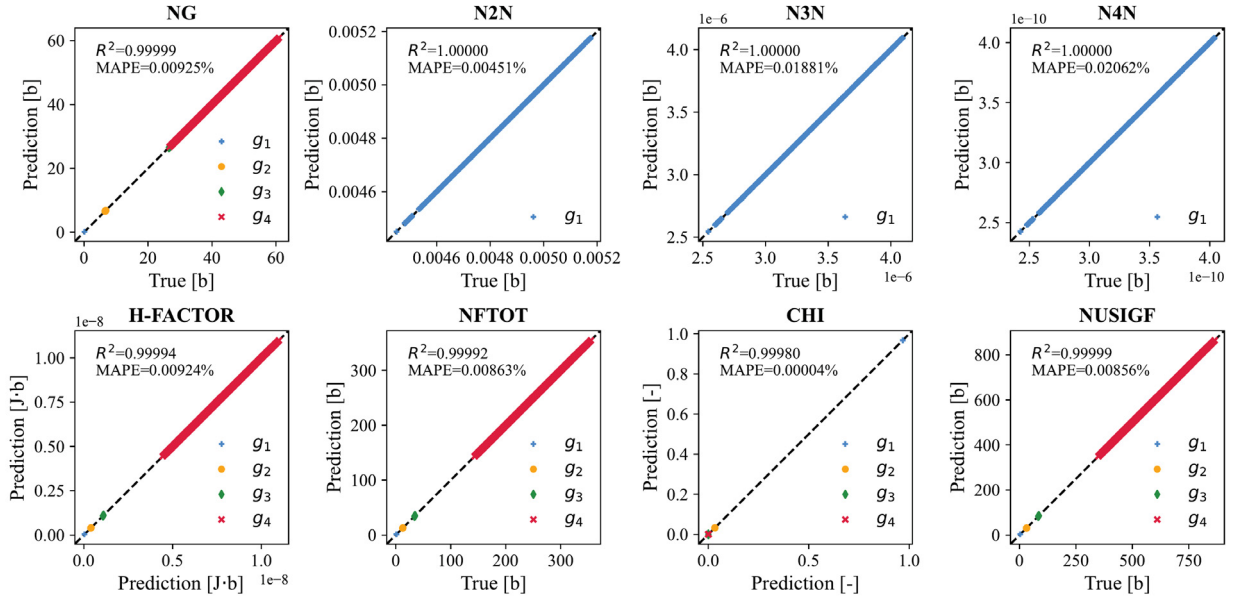 NG
R²=0.99999
MAPE=0.00925%
Prediction [b]
60
40
20
0
g₁
g₂
g₃
g₄
0 20 40 60
True [b]
N2N
R²=1.00000
MAPE=0.00451%
Prediction [b]
0.0052
0.0050
0.0048
0.0046
g₁
0.0046 0.0048 0.0050 0.0052
True [b]
N3N
1e−6
R²=1.00000
MAPE=0.01881%
Prediction [b]
4.0
3.5
3.0
2.5
g₁
2.5 3.0 3.5 4.0
True [b]
1e−6
N4N
1e−10
R²=1.00000
MAPE=0.02062%
Prediction [b]
4.0
3.5
3.0
2.5
g₁
2.5 3.0 3.5 4.0
True [b]
1e−10
H-FACTOR
1e−8
R²=0.99994
MAPE=0.00924%
Prediction [J·b]
1.00
0.75
0.50
0.25
0.00
g₁
g₂
g₃
g₄
0.0 0.5 1.0
Prediction [J·b]
1e−8
NFTOT
R²=0.99992
MAPE=0.00863%
Prediction [b]
300
200
100
0
g₁
g₂
g₃
g₄
0 100 200 300
True [b]
CHI
R²=0.99980
MAPE=0.00004%
Prediction [-]
1.0
0.8
0.6
0.4
0.2
0.0
g₁
g₂
g₃
g₄
0.0 0.5 1.0
Prediction [-]
NUSIGF
R²=0.99999
MAPE=0.00856%
Prediction [b]
800
600
400
200
0
g₁
g₂
g₃
g₄
0 250 500 750
True [b]